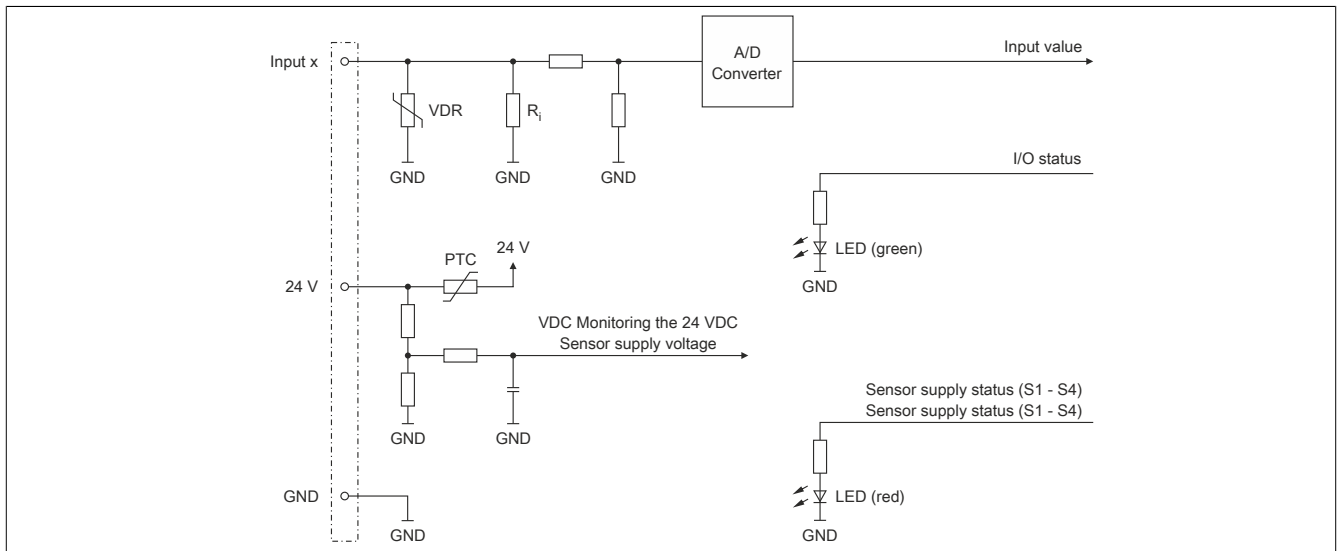 A/D
Converter
Input value
Input x
VDR
Ri
GND
GND
GND
I/O status
LED (green)
GND
24 V
PTC
24 V
VDC Monitoring the 24 VDC
Sensor supply voltage
GND
GND
Sensor supply status (S1 - S4)
Sensor supply status (S1 - S4)
LED (red)
GND
GND
GND